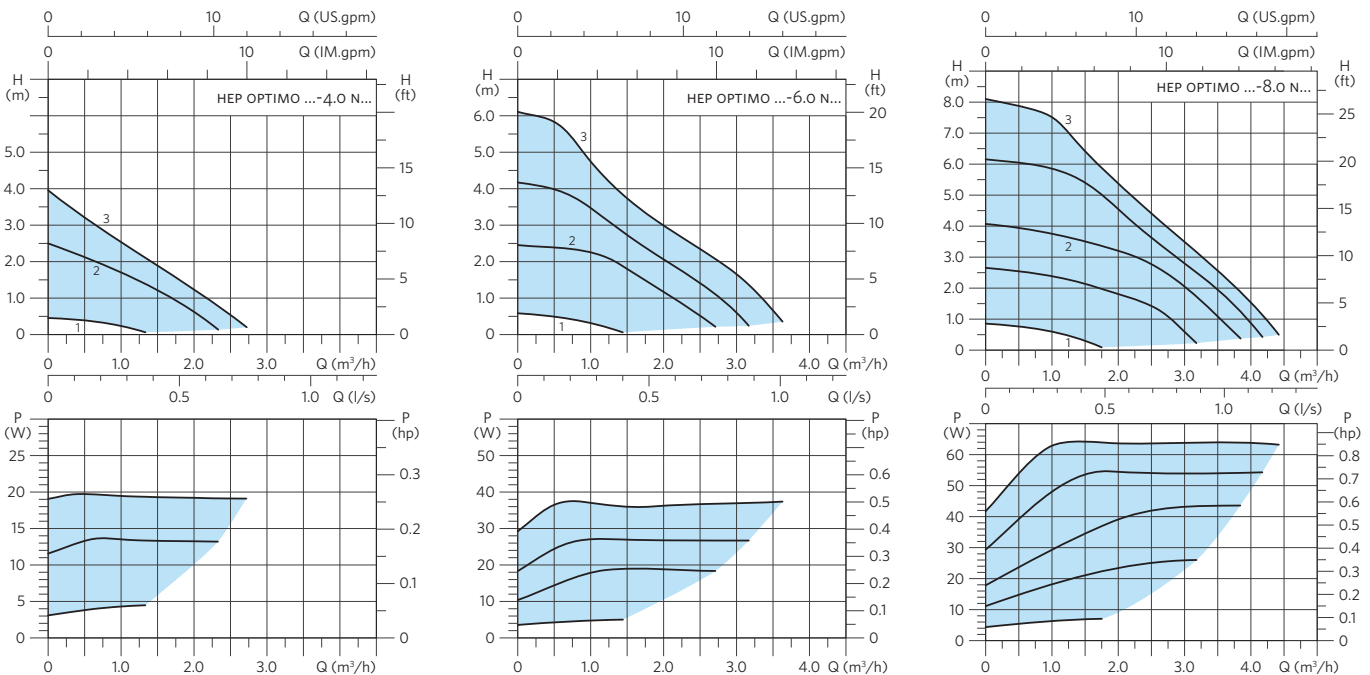 0 10 Q (US.gpm)
0 10 Q (IM.gpm)
H (m) H (ft)
HEP OPTIMO ...-4.0 N...
5.0 15
4.0
3.0 3 10
2.0 2 5
1.0 1
0 0
1.0 2.0 3.0 Q (m³/h)
0 0.5 1.0 Q (l/s)
P (W) P (hp)
25 0.3
20
15 0.2
10
5 0.1
0 0
0 1.0 2.0 3.0 Q (m³/h)
0 10 Q (US.gpm)
0 10 Q (IM.gpm)
H (m) H (ft)
HEP OPTIMO ...-6.0 N...
6.0 20
5.0 3 15
4.0
3.0 2 10
2.0 5
1.0 1
0 0
1.0 2.0 3.0 4.0 Q (m³/h)
0 0.5 1.0 Q (l/s)
P (W) P (hp)
50 0.6
40 0.5
30 0.4
0.3
20 0.2
10 0.1
0 0
0 1.0 2.0 3.0 4.0 Q (m³/h)
0 10 Q (US.gpm)
0 10 Q (IM.gpm)
H (m) H (ft)
HEP OPTIMO ...-8.0 N...
8.0 25
7.0 3
6.0 20
5.0 15
4.0
3.0 2 10
2.0 5
1.0 1
0 0
0 1.0 2.0 3.0 4.0 Q (m³/h)
0 0.5 1.0 Q (l/s)
P (W) P (hp)
60 0.8
50 0.7
0.6
40 0.5
30 0.4
20 0.3
0.2
10 0.1
0 0
0 1.0 2.0 3.0 4.0 Q (m³/h)